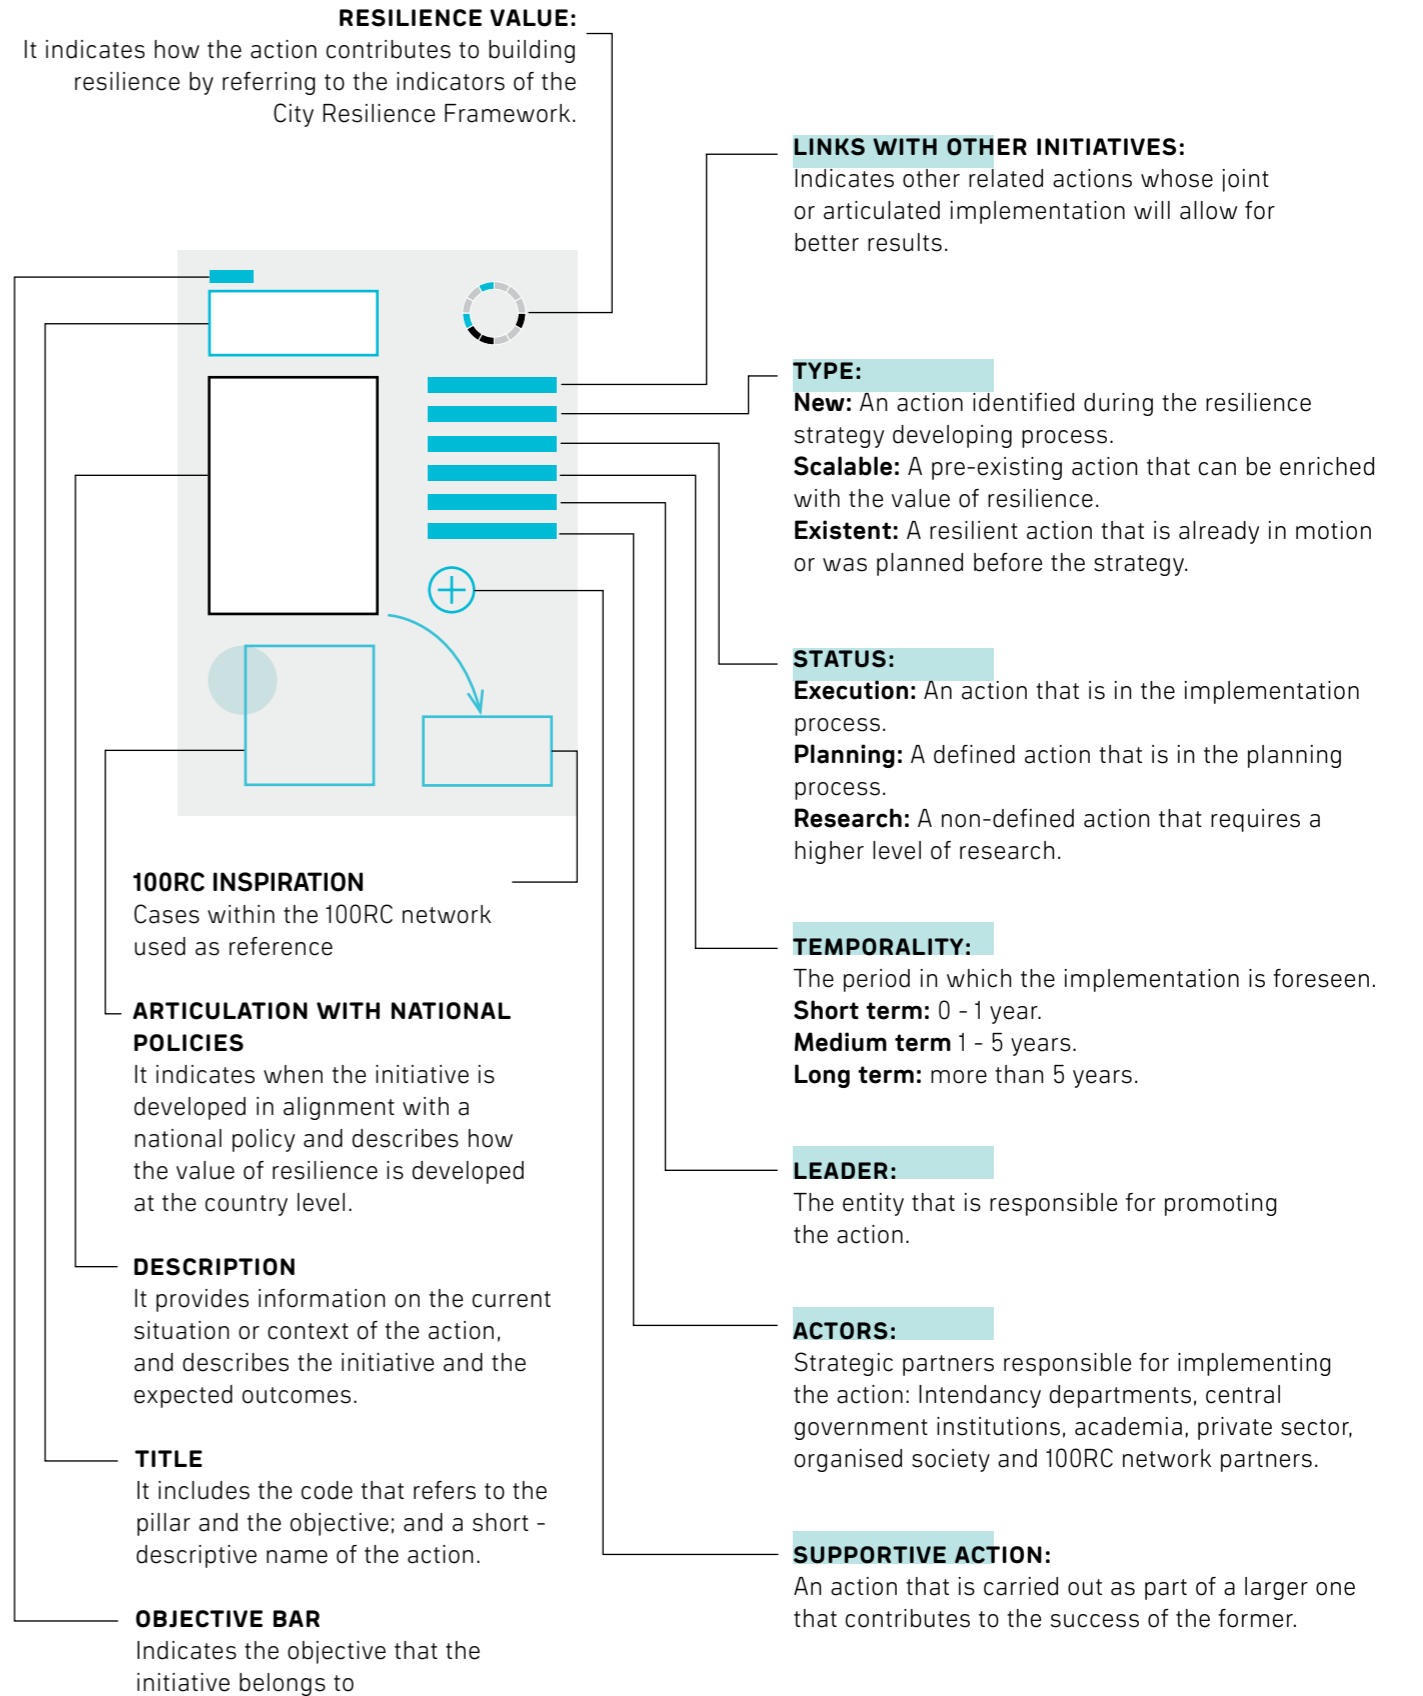 RESILIENCE VALUE:
It indicates how the action contributes to building
resilience by referring to the indicators of the
City Resilience Framework.
LINKS WITH OTHER INITIATIVES:
Indicates other related actions whose joint
or articulated implementation will allow for
better results.
TYPE:
New: An action identified during the resilience
strategy developing process.
Scalable: A pre-existing action that can be enriched
with the value of resilience.
Existent: A resilient action that is already in motion
or was planned before the strategy.
STATUS:
Execution: An action that is in the implementation
process.
Planning: A defined action that is in the planning
process.
Research: A non-defined action that requires a
higher level of research.
TEMPORALITY:
The period in which the implementation is foreseen.
Short term: 0 - 1 year.
Medium term 1 - 5 years.
Long term: more than 5 years.
LEADER:
The entity that is responsible for promoting
the action.
ACTORS:
Strategic partners responsible for implementing
the action: Intendancy departments, central
government institutions, academia, private sector,
organised society and 100RC network partners.
SUPPORTIVE ACTION:
An action that is carried out as part of a larger one
that contributes to the success of the former.
100RC INSPIRATION
Cases within the 100RC network
used as reference
ARTICULATION WITH NATIONAL
POLICIES
It indicates when the initiative is
developed in alignment with a
national policy and describes how
the value of resilience is developed
at the country level.
DESCRIPTION
It provides information on the current
situation or context of the action,
and describes the initiative and the
expected outcomes.
TITLE
It includes the code that refers to the
pillar and the objective; and a short -
descriptive name of the action.
OBJECTIVE BAR
Indicates the objective that the
initiative belongs to